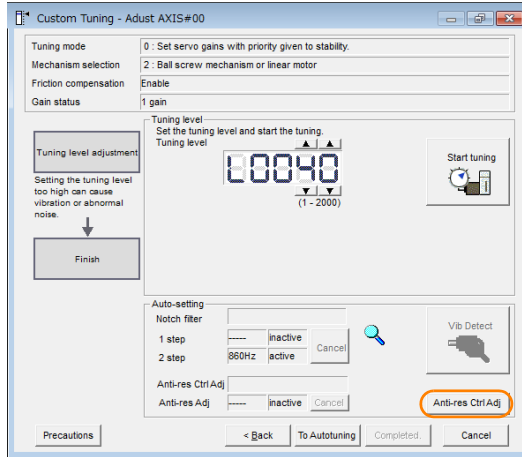 Custom Tuning - Adust AXIS#00
Tuning mode
0 : Set servo gains with priority given to stability.
Mechanism selection
2 : Ball screw mechanism or linear motor
Friction compensation
Enable
Gain status
1 gain
Tuning level adjustment
Setting the tuning level
too high can cause
vibration or abnormal
noise.
Finish
Tuning level
Set the tuning level and start the tuning.
Tuning level
L0040
(1 - 2000)
Start tuning
Auto-setting
Notch filter
1 step
-----
inactive
2 step
860Hz
active
Cancel
Vib Detect
Anti-res Ctrl Adj
Anti-res Adj
-----
inactive
Cancel
Anti-res Ctrl Adj
Precautions
< Back
To Autotuning
Completed.
Cancel